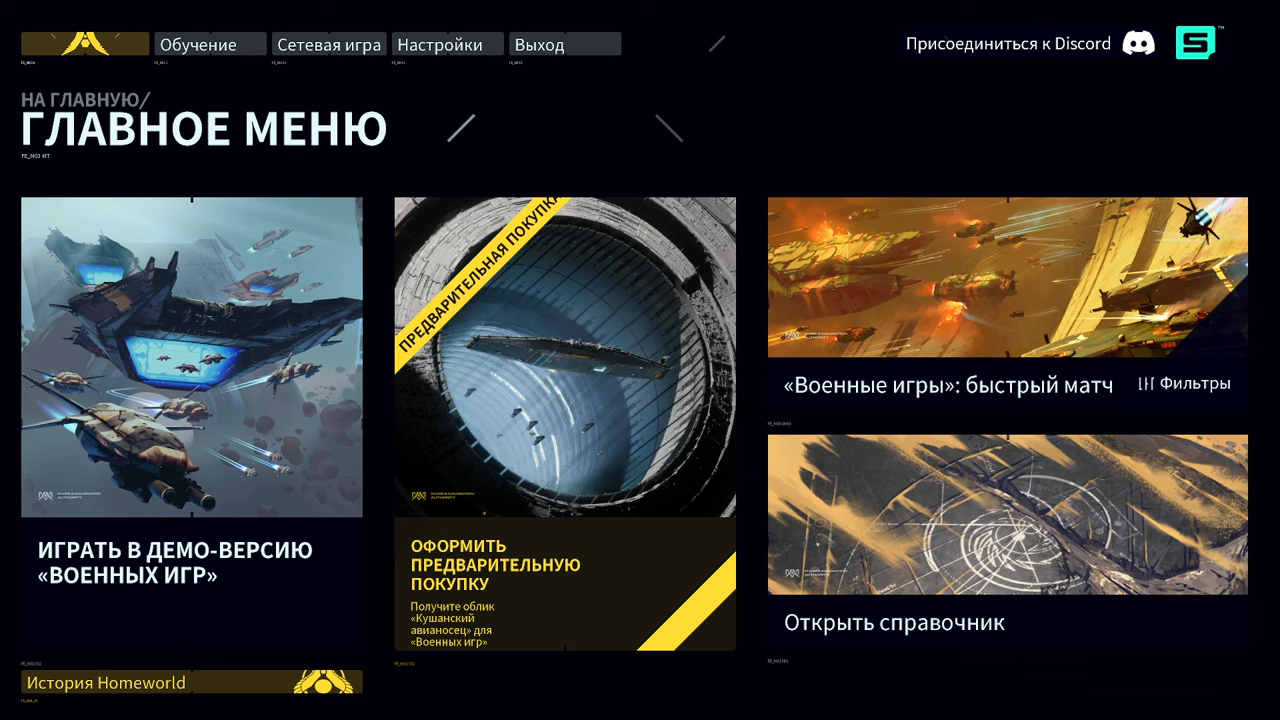 Обучение
Сетевая игра
Настройки
Выход
Присоединиться к Discord
НА ГЛАВНУЮ/
ГЛАВНОЕ МЕНЮ
ИГРАТЬ В ДЕМО-ВЕРСИЮ
«ВОЕННЫХ ИГР»
ПРЕДВАРИТЕЛЬНАЯ ПОКУПКА
ОФОРМИТЬ
ПРЕДВАРИТЕЛЬНУЮ
ПОКУПКУ
Получите облик
«Кушанский
авианосец» для
«Военных игр»
«Военные игры»: быстрый матч
Фильтры
Открыть справочник
История Homeworld